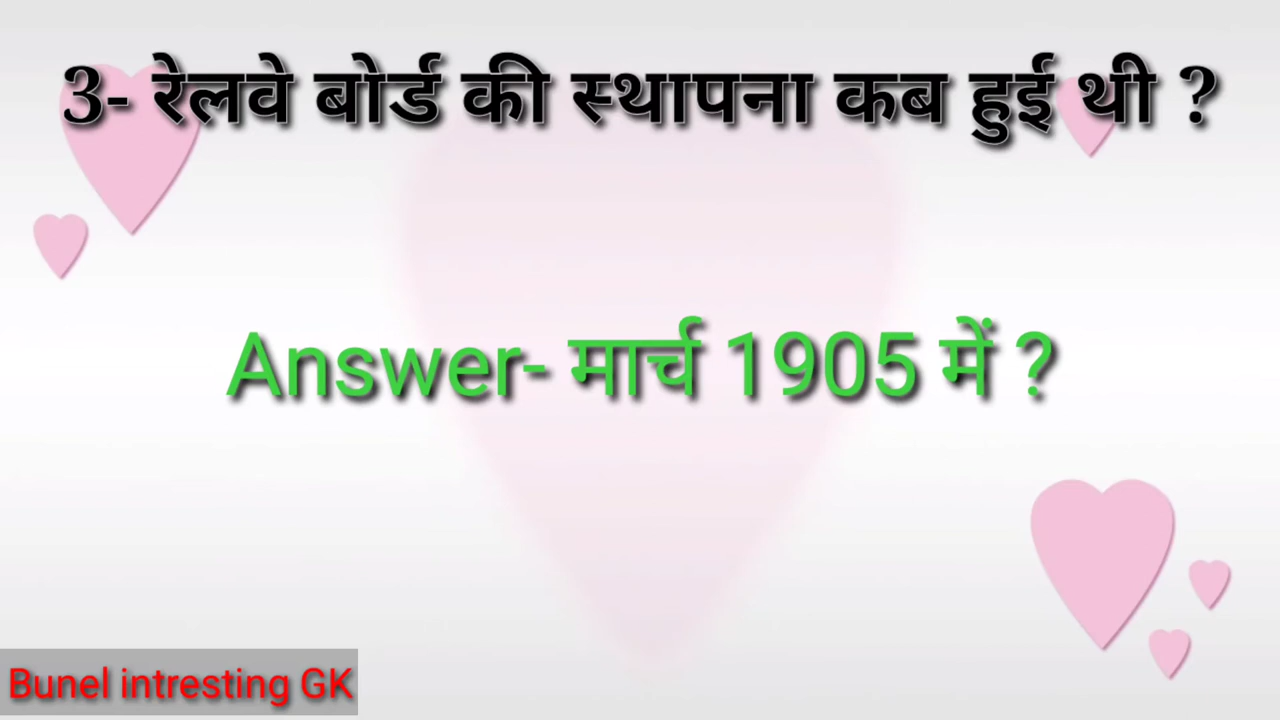 3- रेलवे बोर्ड की स्थापना कब हुई थी ?
Answer- मार्च 1905 में ?
Bunel intresting GK